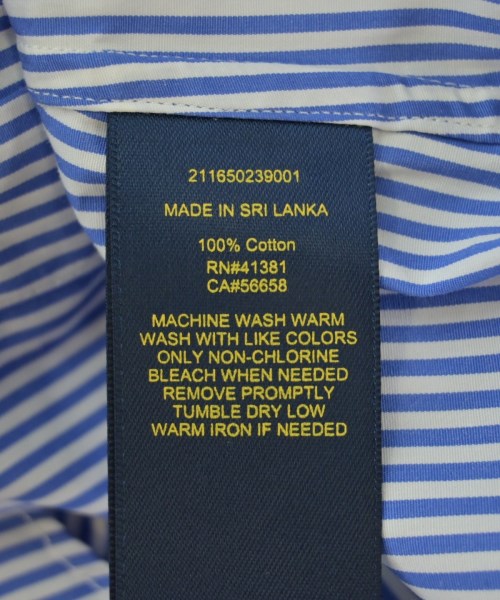 211650239001
MADE IN SRI LANKA
100% Cotton
RN#41381
CA#56658
MACHINE WASH WARM
WASH WITH LIKE COLORS
ONLY NON-CHLORINE
BLEACH WHEN NEEDED
REMOVE PROMPTLY
TUMBLE DRY LOW
WARM IRON IF NEEDED